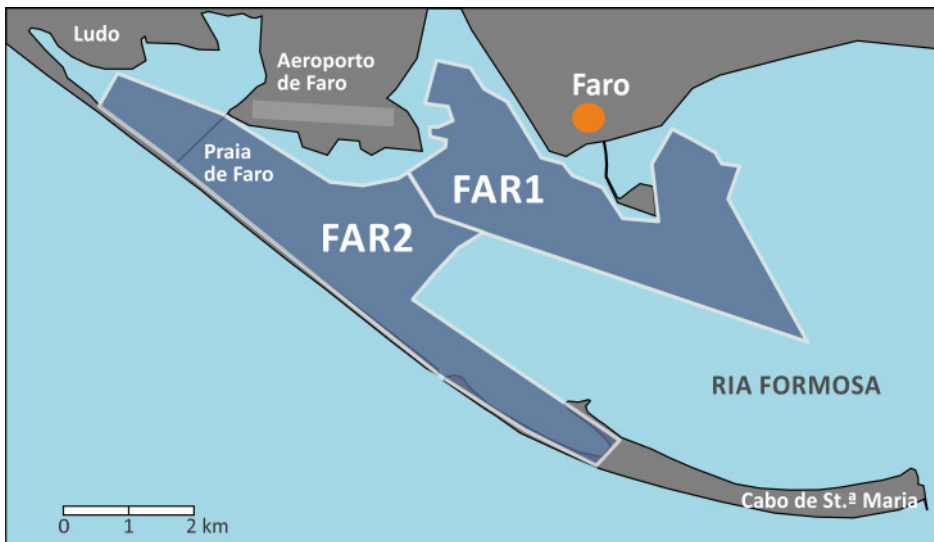 Ludo
Aeroporto
de Faro
Faro
Praia
de Faro
FAR1
FAR2
RIA FORMOSA
Cabo de St.ª Maria
0 1 2 km